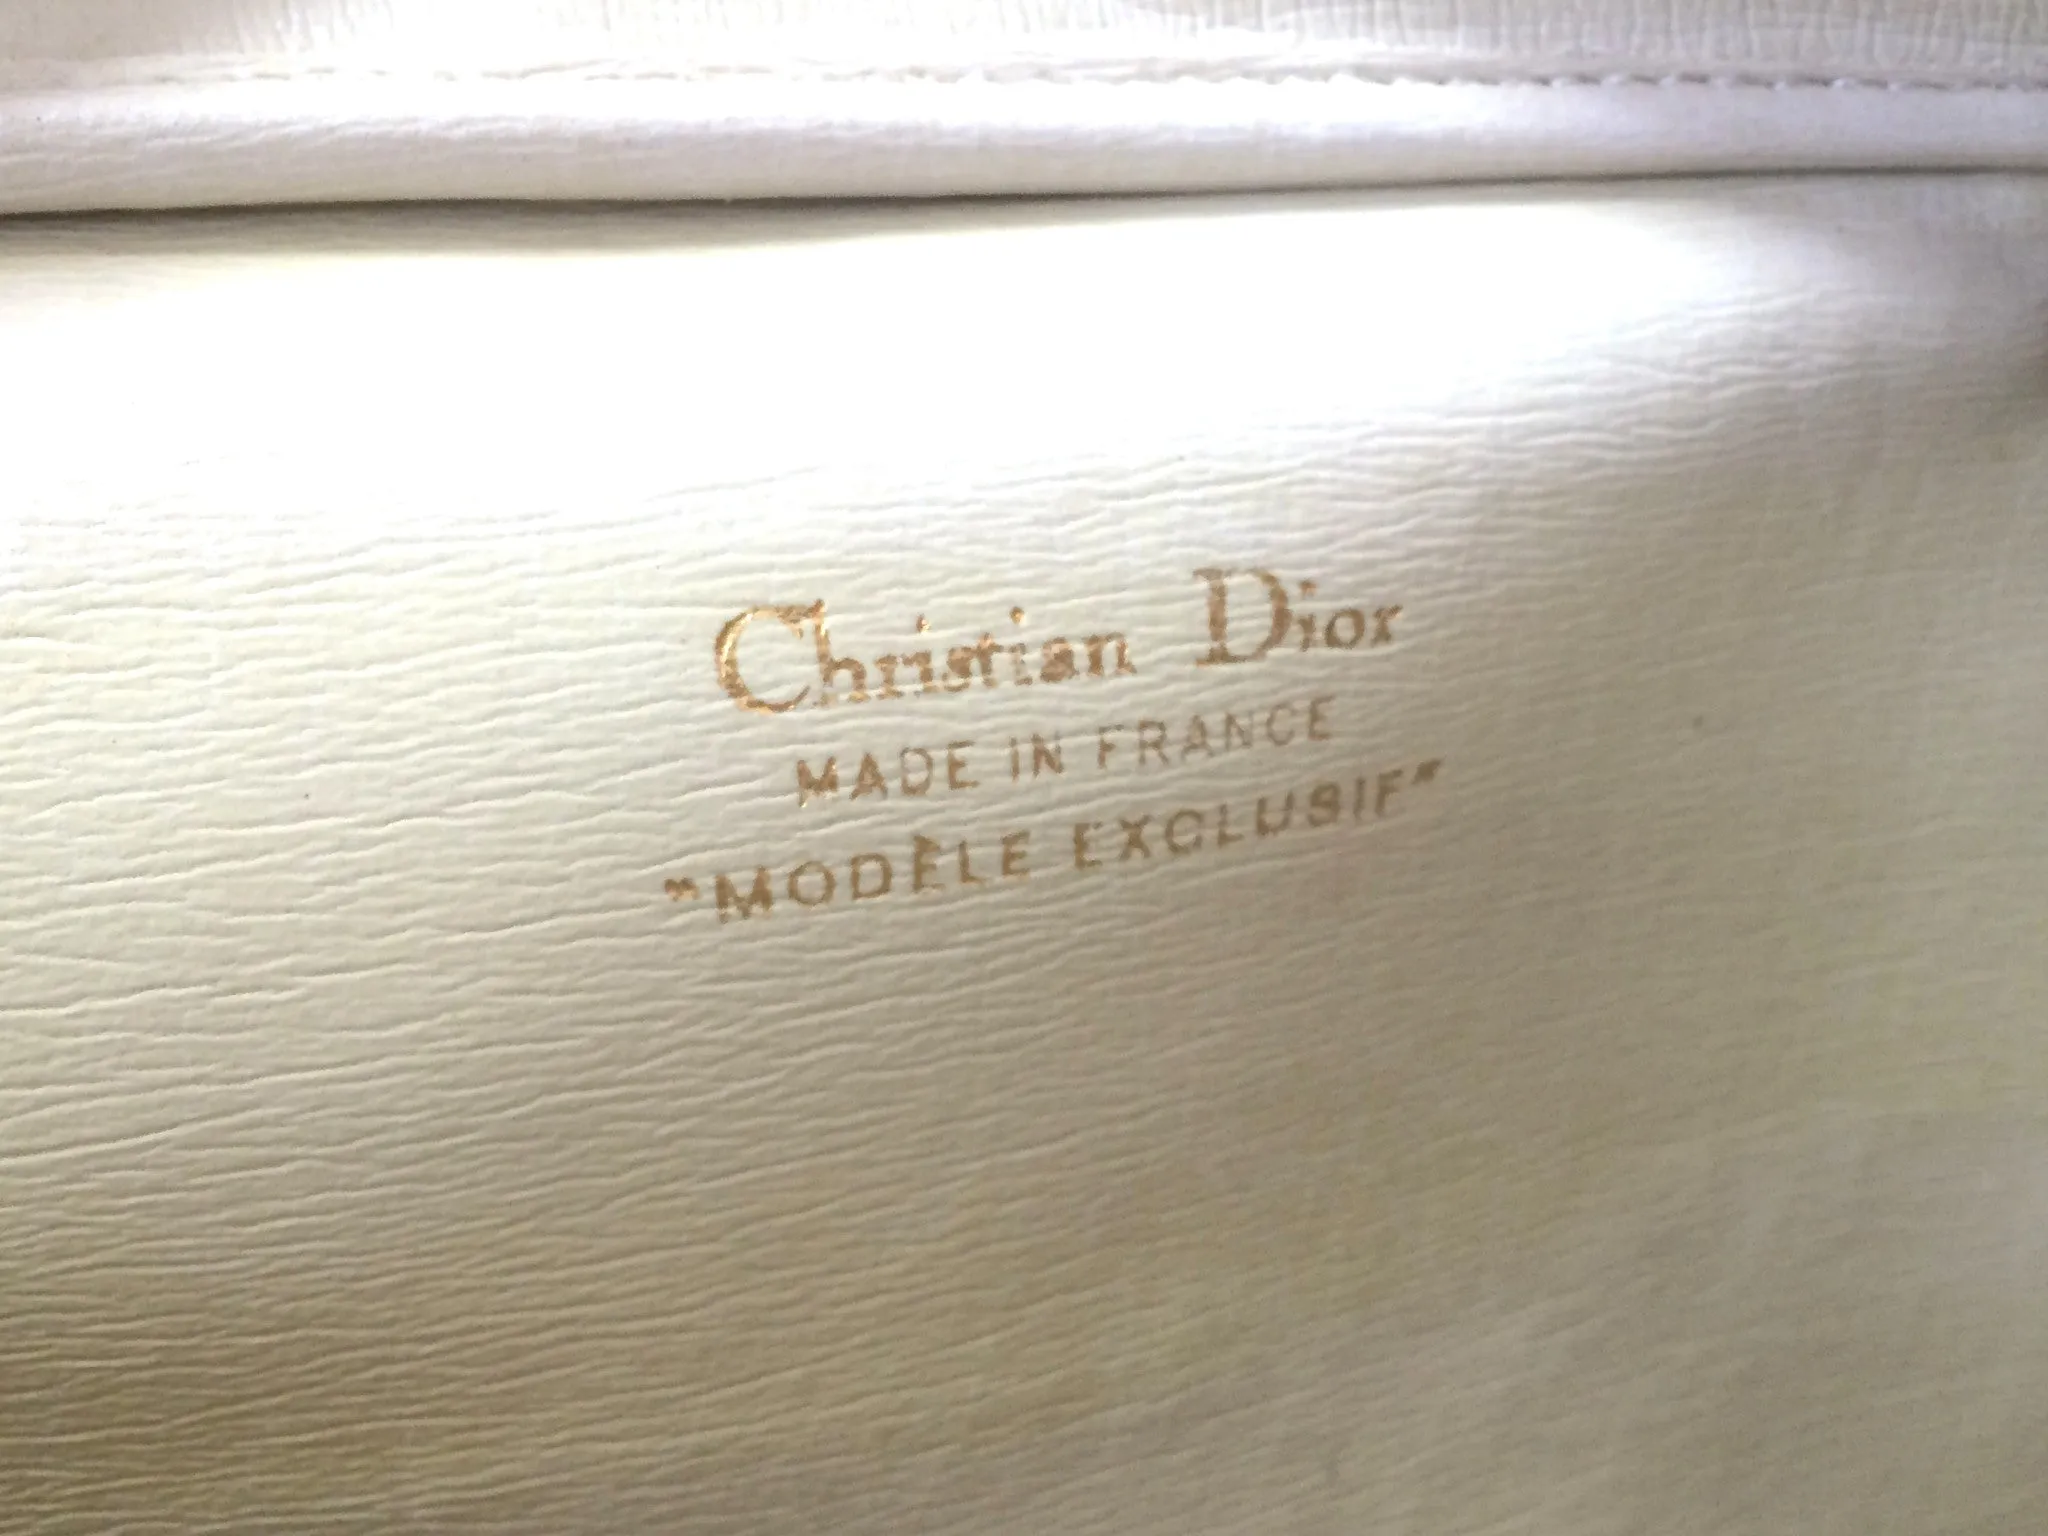 Christian Dior
MADE IN FRANCE
"MODÈLE EXCLUSIF"